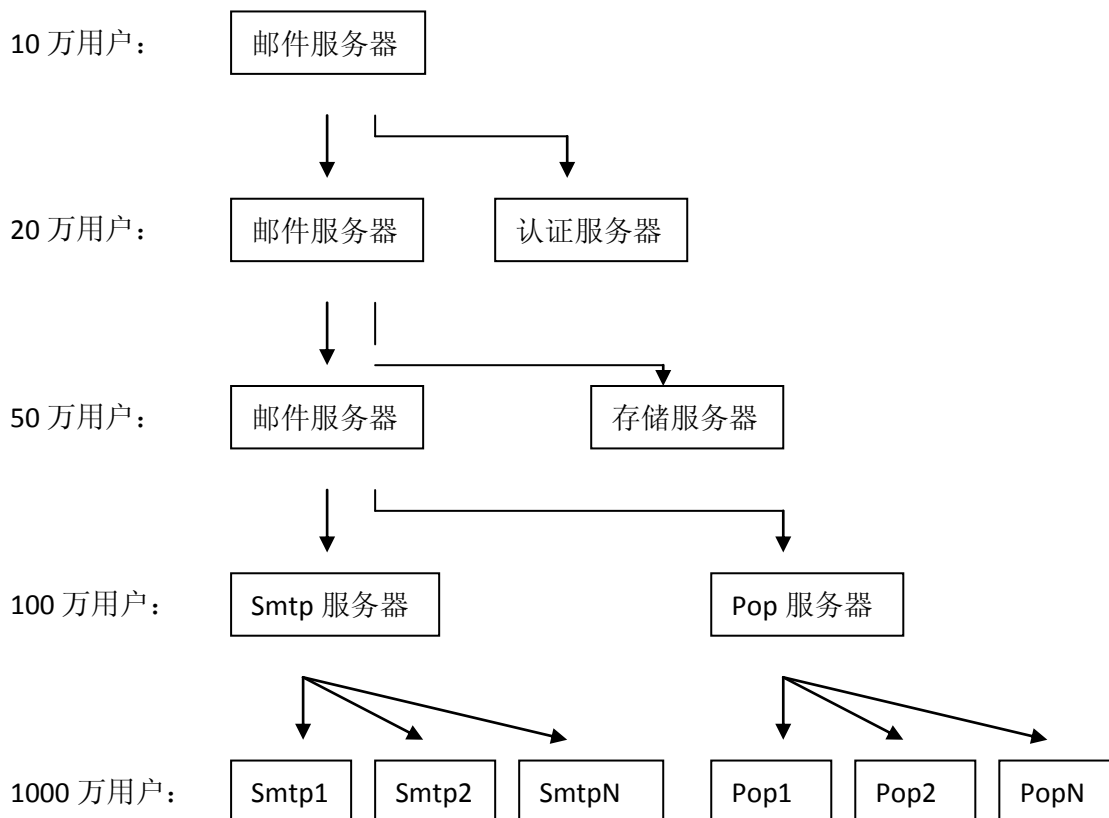 10 万用户： 邮件服务器
20 万用户： 邮件服务器 认证服务器
50 万用户： 邮件服务器 存储服务器
100 万用户： Smtp 服务器 Pop 服务器
1000 万用户： Smtp1 Smtp2 SmtpN Pop1 Pop2 PopN